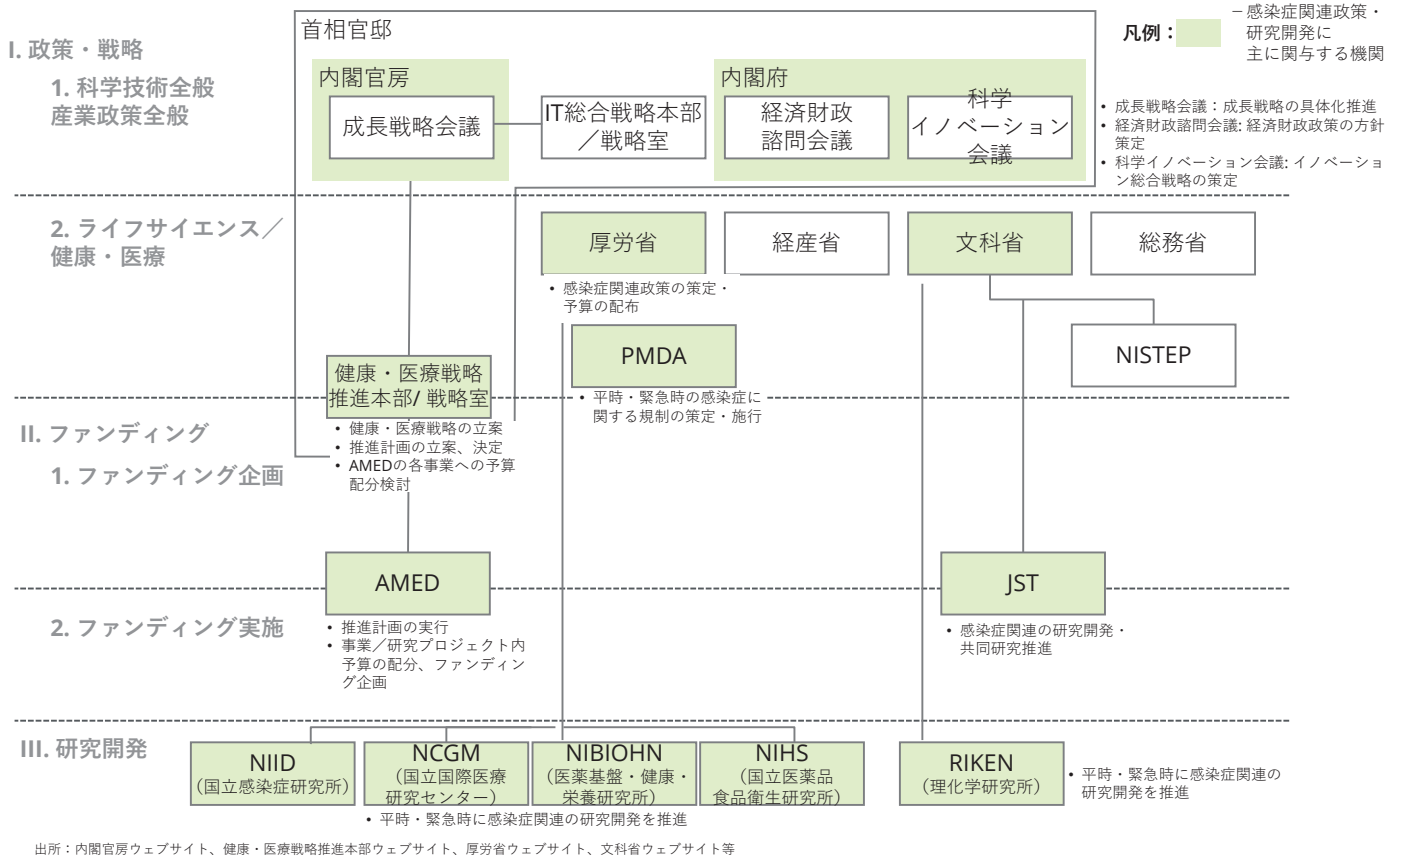 首相官邸
凡例：
– 感染症関連政策・
研究開発に
主に関与する機関
I. 政策・戦略
1. 科学技術全般
産業政策全般
内閣官房
成長戦略会議
IT総合戦略本部
／戦略室
内閣府
経済財政
諮問会議
科学
イノベーション
会議
• 成長戦略会議：成長戦略の具体化推進
• 経済財政諮問会議: 経済財政政策の方針
策定
• 科学イノベーション会議: イノベーショ
ン総合戦略の策定
2. ライフサイエンス／
健康・医療
厚労省
経産省
文科省
総務省
• 感染症関連政策の策定・
予算の配布
PMDA
NISTEP
• 平時・緊急時の感染症に
関する規制の策定・施行
健康・医療戦略
推進本部/ 戦略室
• 健康・医療戦略の立案
• 推進計画の立案、決定
• AMEDの各事業への予算
配分検討
II. ファンディング
1. ファンディング企画
AMED
JST
2. ファンディング実施
• 推進計画の実行
• 事業／研究プロジェクト内
予算の配分、ファンディン
グ企画
• 感染症関連の研究開発・
共同研究推進
III. 研究開発
NIID
（国立感染症研究所）
NCGM
（国立国際医療
研究センター）
NIBIOHN
（医薬基盤・健康・
栄養研究所）
NIHS
（国立医薬品
食品衛生研究所）
RIKEN
（理化学研究所）
• 平時・緊急時に感染症関連の
研究開発を推進
• 平時・緊急時に感染症関連の研究開発を推進
出所：内閣官房ウェブサイト、健康・医療戦略推進本部ウェブサイト、厚労省ウェブサイト、文科省ウェブサイト等